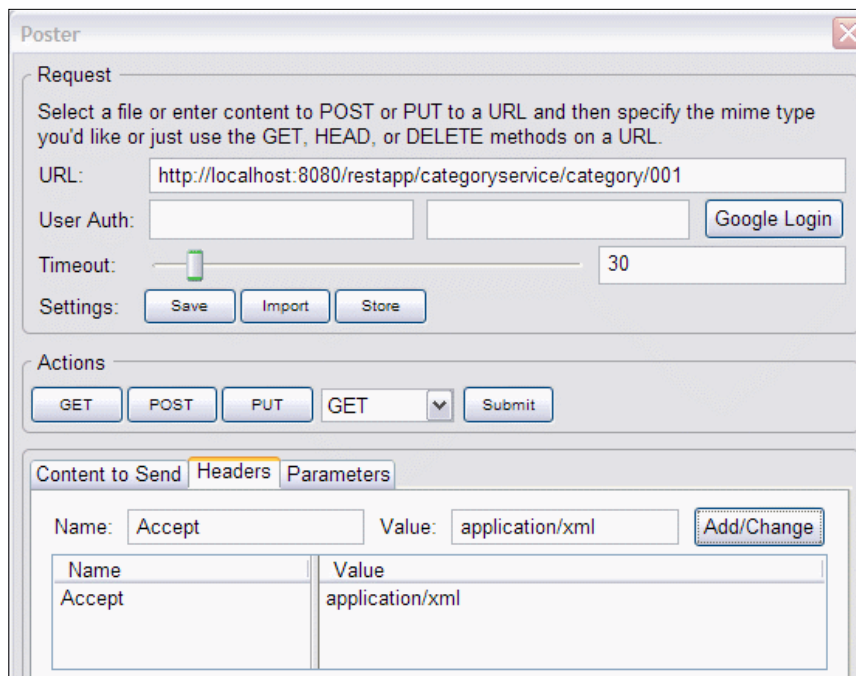 Poster
Request
Select a file or enter content to POST or PUT to a URL and then specify the mime type
you'd like or just use the GET, HEAD, or DELETE methods on a URL.
URL: http://localhost:8080/restapp/categoryservice/category/001
User Auth: Google Login
Timeout: 30
Settings: Save Import Store
Actions
GET POST PUT GET Submit
Content to Send Headers Parameters
Name: Accept Value: application/xml Add/Change
Name Value
Accept application/xml